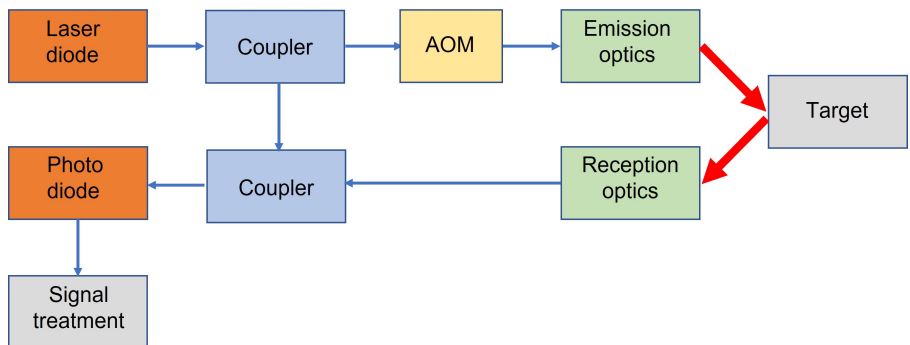 Laser
diode
Coupler
AOM
Emission
optics
Target
Photo
diode
Coupler
Reception
optics
Signal
treatment